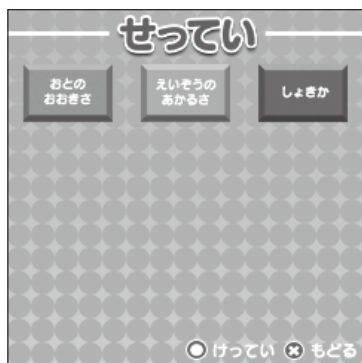 せってい
おとの
おおきさ
えいぞうの
あかるさ
しょきか
けってい もどる